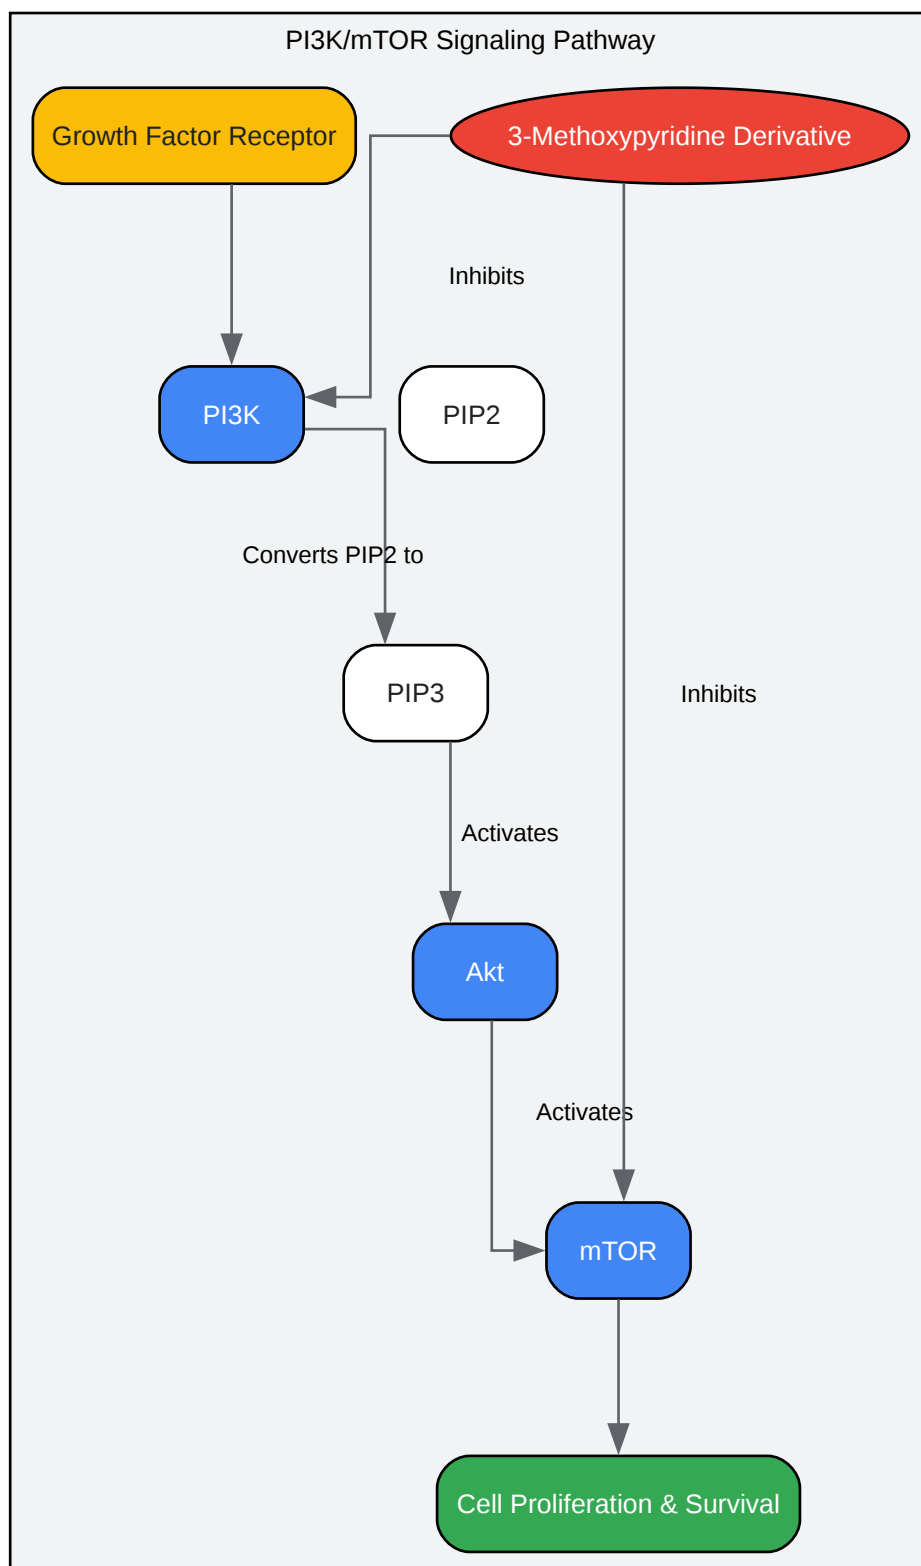 PI3K/mTOR Signaling Pathway
Growth Factor Receptor
3-Methoxypyridine Derivative
Inhibits
PI3K
PIP2
Converts PIP2 to
PIP3
Inhibits
Activates
Akt
Activates
mTOR
Cell Proliferation & Survival